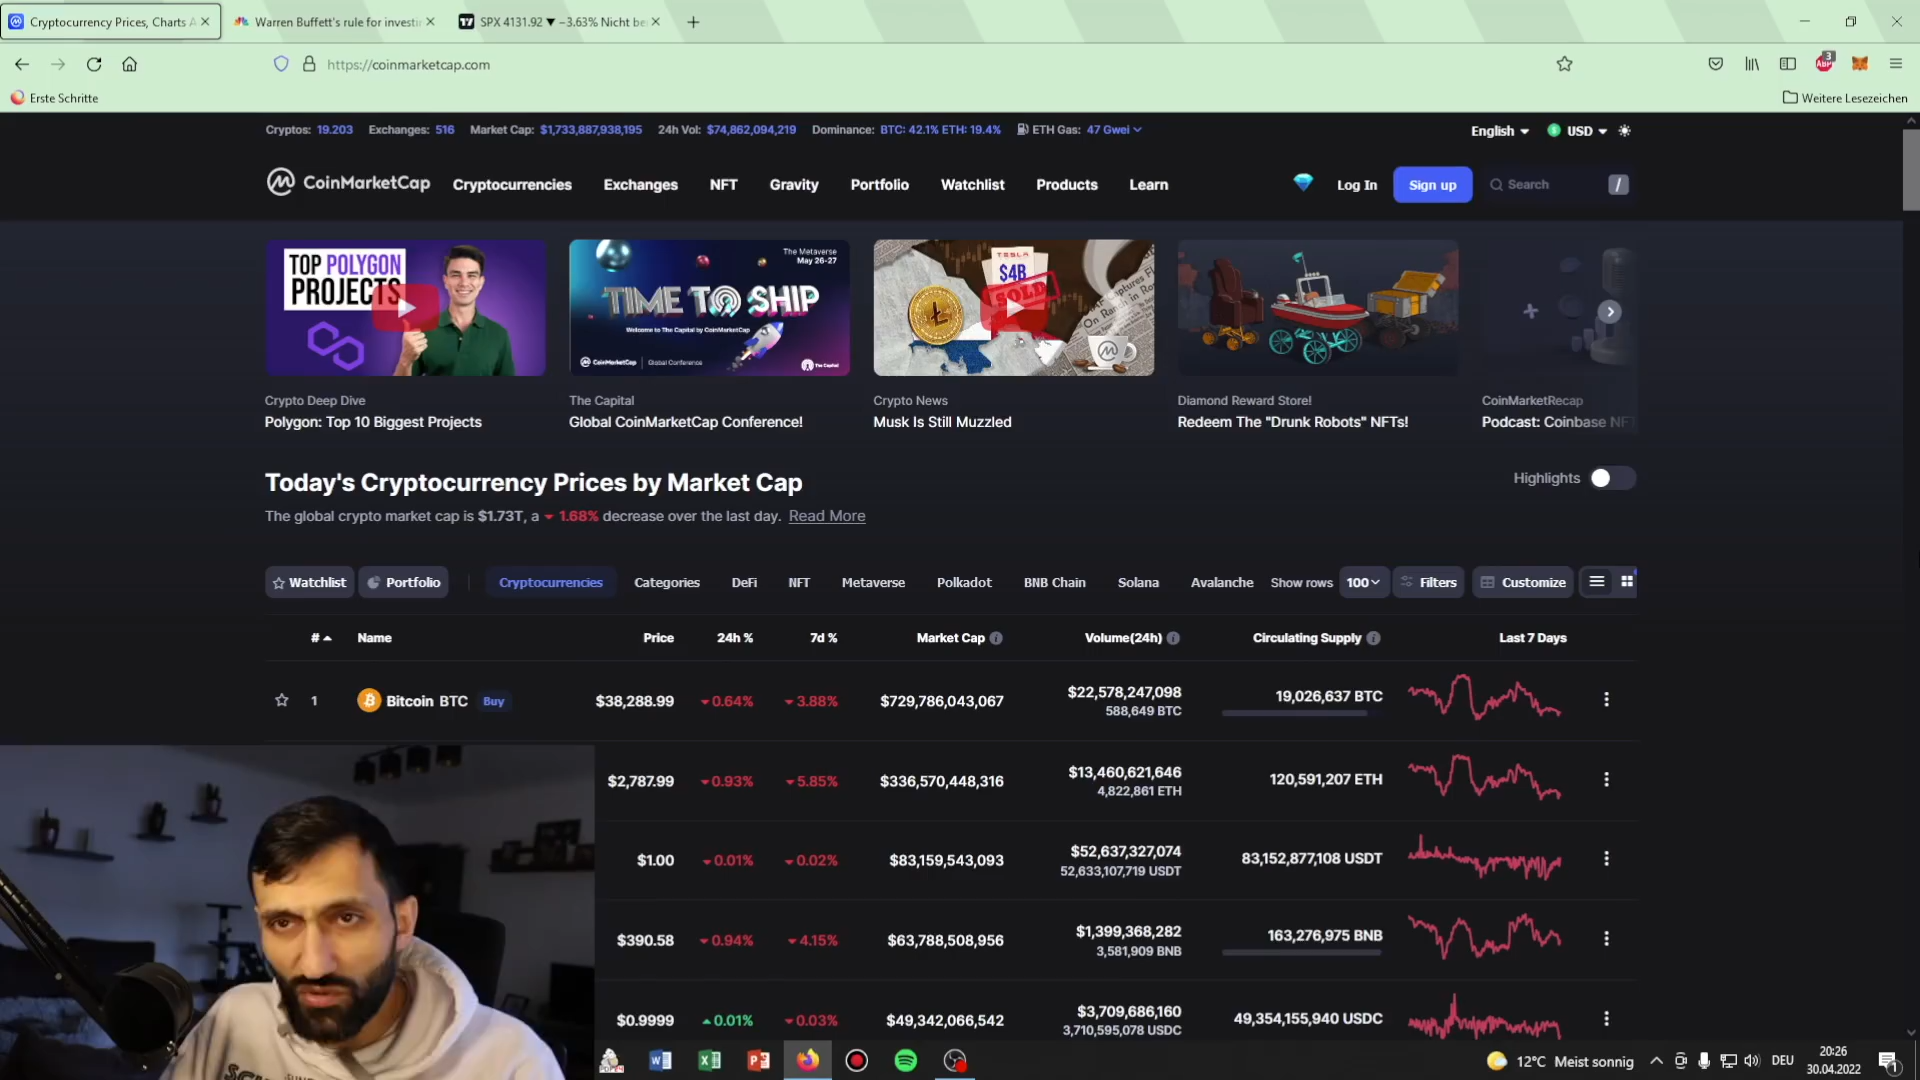 Cryptocurrency Prices, Charts A
Warren Buffett's rule for investi
SPX 4131.92 ▼ −3.63% Nicht be
https://coinmarketcap.com
Erste Schritte
Weitere Lesezeichen
Cryptos: 19.203 Exchanges: 516 Market Cap: $1,733,887,938,195 24h Vol: $74,862,094,219 Dominance: BTC: 42.1% ETH: 19.4% ETH Gas: 47 Gwei
English USD
CoinMarketCap Cryptocurrencies Exchanges NFT Gravity Portfolio Watchlist Products Learn Log In Sign up Search /
TOP POLYGON
PROJECTS
The Metaverse
May 26-27
TIME TO SHIP
Welcome to The Capital by CoinMarketCap
CoinMarketCap Global Conference The Capital
TESLA
$4B
SOLD
Crypto Deep Dive
Polygon: Top 10 Biggest Projects
The Capital
Global CoinMarketCap Conference!
Crypto News
Musk Is Still Muzzled
Diamond Reward Store!
Redeem The "Drunk Robots" NFTs!
CoinMarketRecap
Podcast: Coinbase NFT
Today's Cryptocurrency Prices by Market Cap
Highlights
The global crypto market cap is $1.73T, a 1.68% decrease over the last day. Read More
Watchlist Portfolio Cryptocurrencies Categories DeFi NFT Metaverse Polkadot BNB Chain Solana Avalanche Show rows 100 Filters Customize
# Name Price 24h % 7d % Market Cap Volume(24h) Circulating Supply Last 7 Days
1 Bitcoin BTC Buy $38,288.99 0.64% 3.88% $729,786,043,067 $22,578,247,098 19,026,637 BTC
588,649 BTC
$2,787.99 0.93% 5.85% $336,570,448,316 $13,460,621,646 120,591,207 ETH
4,822,861 ETH
$1.00 0.01% 0.02% $83,159,543,093 $52,637,327,074 83,152,877,108 USDT
52,633,107,719 USDT
$390.58 0.94% 4.15% $63,788,508,956 $1,399,368,282 163,276,975 BNB
3,581,909 BNB
$0.9999 0.01% 0.03% $49,342,066,542 $3,709,686,160 49,354,155,940 USDC
3,710,595,078 USDC
12°C Meist sonnig DEU 20:26
30.04.2022